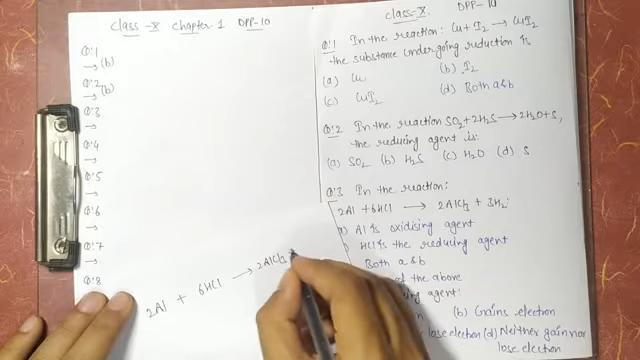 Class-X Chapter-1 DPP-10
Q:1
→ (b)
Q:2
→ (b)
Q:3
→
Q:4
→
Q:5
→
Q:6
→
Q:7
→
Q:8
2Al + 6HCl → 2AlCl3
class-X. DPP-10
Q:1 In the reaction: Cu + I2 → CuI2
the substance undergoing reduction is
(a) Cu (b) I2
(c) CuI2 (d) Both a&b
Q:2 In the reaction SO2+2H2S → 2H2O+S,
the reducing agent is:
(a) SO2 (b) H2S (c) H2O (d) S
Q:3 In the reaction:
2Al + 6HCl → 2AlCl3 + 3H2
) Al is oxidising agent
) HCl is the reducing agent
Both a&b
of the above
agent:
(b) Gains electron
lose election (d) Neither gain nor
lose election